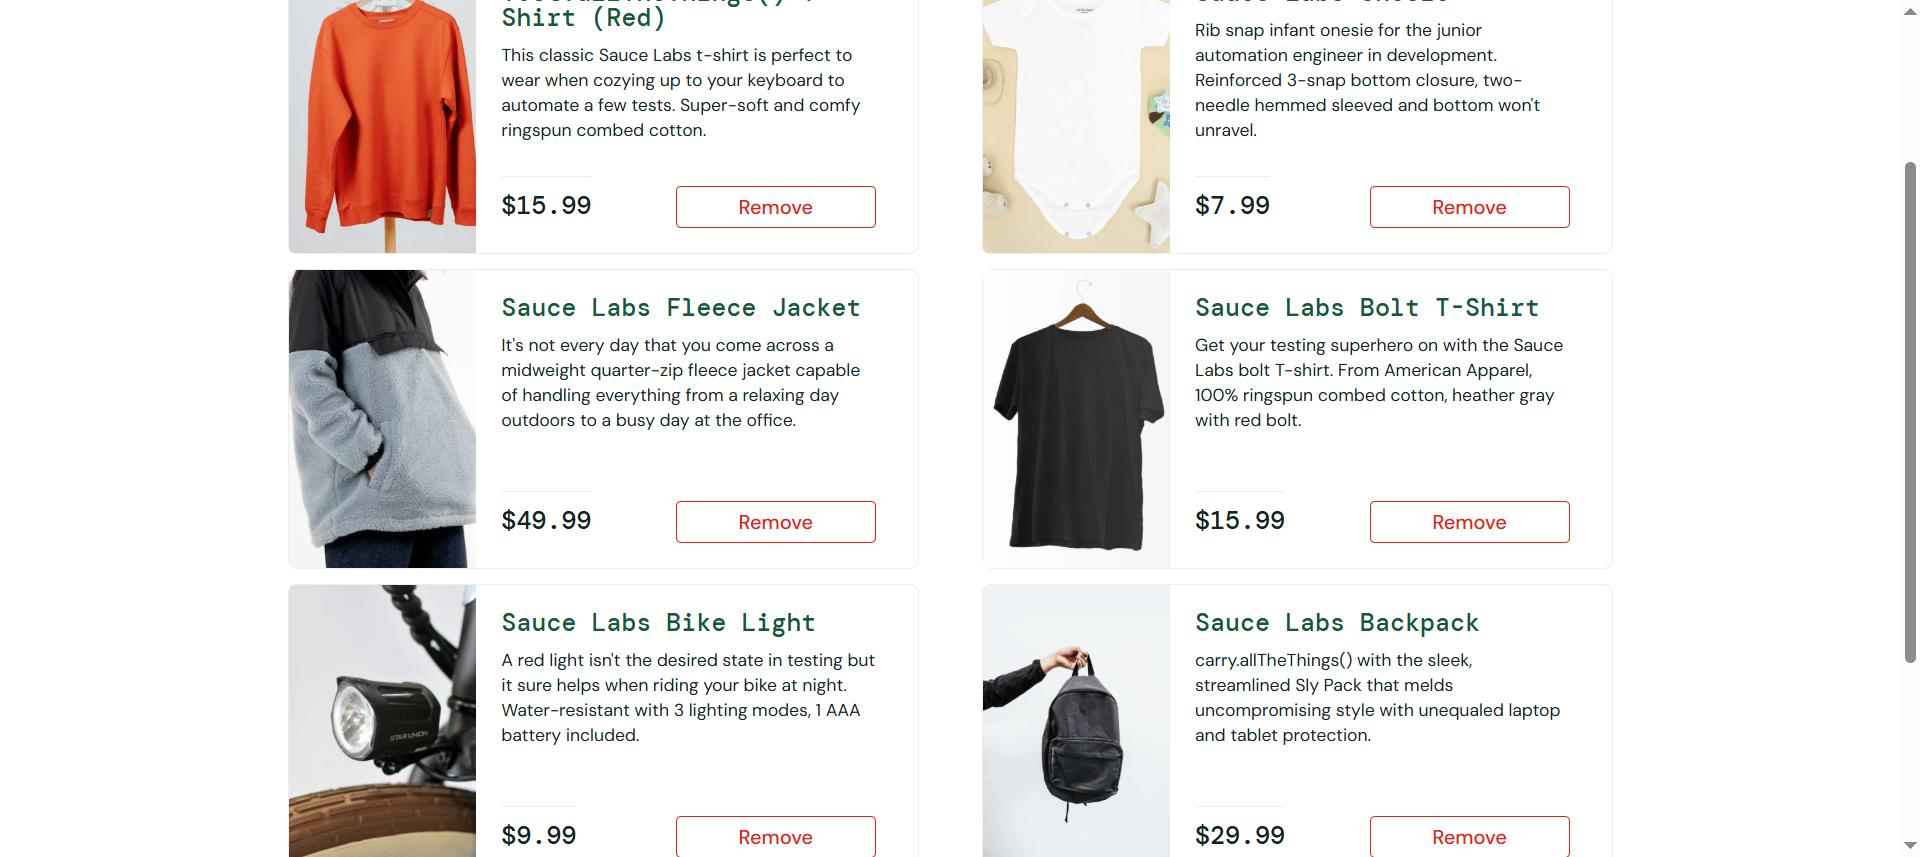 Shirt (Red)
This classic Sauce Labs t-shirt is perfect to
wear when cozying up to your keyboard to
automate a few tests. Super-soft and comfy
ringspun combed cotton.
$15.99
Remove
Rib snap infant onesie for the junior
automation engineer in development.
Reinforced 3-snap bottom closure, two-
needle hemmed sleeved and bottom won't
unravel.
$7.99
Remove
Sauce Labs Fleece Jacket
It's not every day that you come across a
midweight quarter-zip fleece jacket capable
of handling everything from a relaxing day
outdoors to a busy day at the office.
$49.99
Remove
Sauce Labs Bolt T-Shirt
Get your testing superhero on with the Sauce
Labs bolt T-shirt. From American Apparel,
100% ringspun combed cotton, heather gray
with red bolt.
$15.99
Remove
Sauce Labs Bike Light
A red light isn't the desired state in testing but
it sure helps when riding your bike at night.
Water-resistant with 3 lighting modes, 1 AAA
battery included.
STAR UNION
$9.99
Remove
Sauce Labs Backpack
carry.allTheThings() with the sleek,
streamlined Sly Pack that melds
uncompromising style with unequaled laptop
and tablet protection.
$29.99
Remove